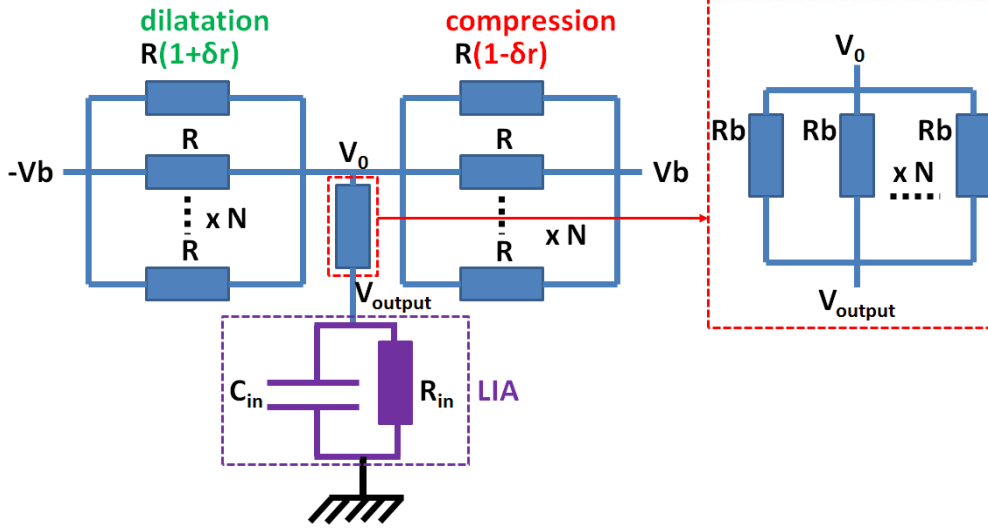 dilatation
R(1+δr)
compression
R(1-δr)
-Vb
R
x N
R
V0
Vb
R
x N
R
Voutput
Cin
Rin
LIA
V0
Rb
Rb
Rb
x N
Voutput